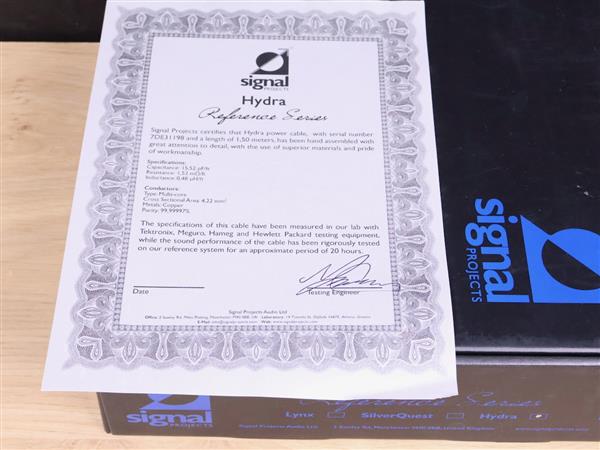 signal
PROJECTS
Hydra
Reference Series
Signal Projects certifies that Hydra power cable, with serial number
7DE31198 and a length of 1,50 meters, has been hand assembled with
great attention to detail, with the use of superior materials and pride
of workmanship.
Specifications:
Capacitance: 15.52 pF/ft
Resistance: 1.52 mΩ/ft
Inductance: 0.48 μH/ft
Conductors:
Type: Multi-core
Cross Sectional Area: 4.22 mm²
Metals: Copper
Purity: 99,99997%
The specifications of this cable have been measured in our lab with
Tektronix, Meguro, Hameg and Hewlett Packard testing equipment,
while the sound performance of the cable has been rigorously tested
on our reference system for an approximate period of 20 hours.
Date
Testing Engineer
Signal Projects Audio Ltd
signal
PROJECTS
signal
PROJECTS
Reference Series
Lynx
SilverQuest
Hydra
Signal Projects Audio Ltd.